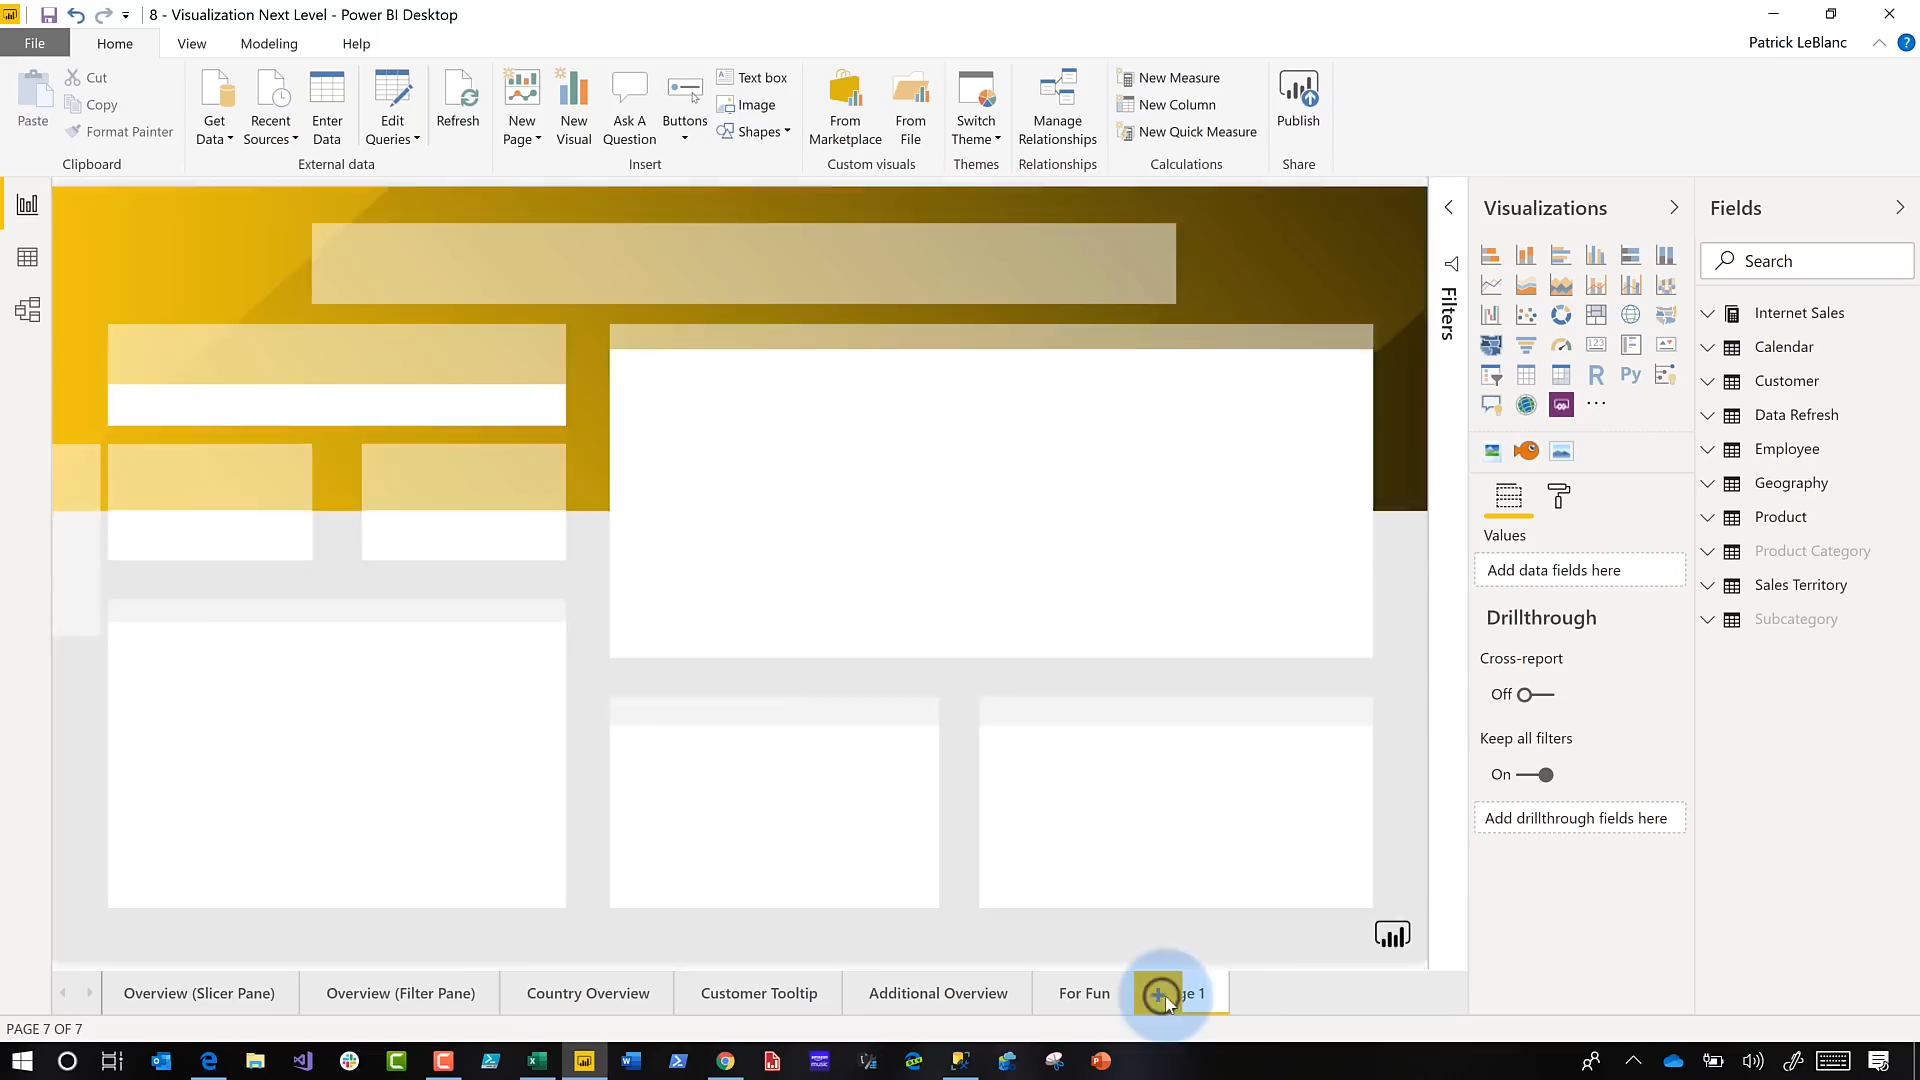 8 - Visualization Next Level - Power BI Desktop
File
Home
View
Modeling
Help
Patrick LeBlanc
Paste
Cut
Copy
Format Painter
Clipboard
Get Data
Recent Sources
Enter Data
Edit Queries
Refresh
External data
New Page
New Visual
Ask A Question
Buttons
Text box
Image
Shapes
Insert
From Marketplace
From File
Custom visuals
Switch Theme
Themes
Manage Relationships
Relationships
New Measure
New Column
New Quick Measure
Calculations
Publish
Share
Filters
Visualizations
R
Py
Values
Add data fields here
Drillthrough
Cross-report
Off
Keep all filters
On
Add drillthrough fields here
Fields
Search
Internet Sales
Calendar
Customer
Data Refresh
Employee
Geography
Product
Product Category
Sales Territory
Subcategory
Overview (Slicer Pane)
Overview (Filter Pane)
Country Overview
Customer Tooltip
Additional Overview
For Fun
ge 1
PAGE 7 OF 7